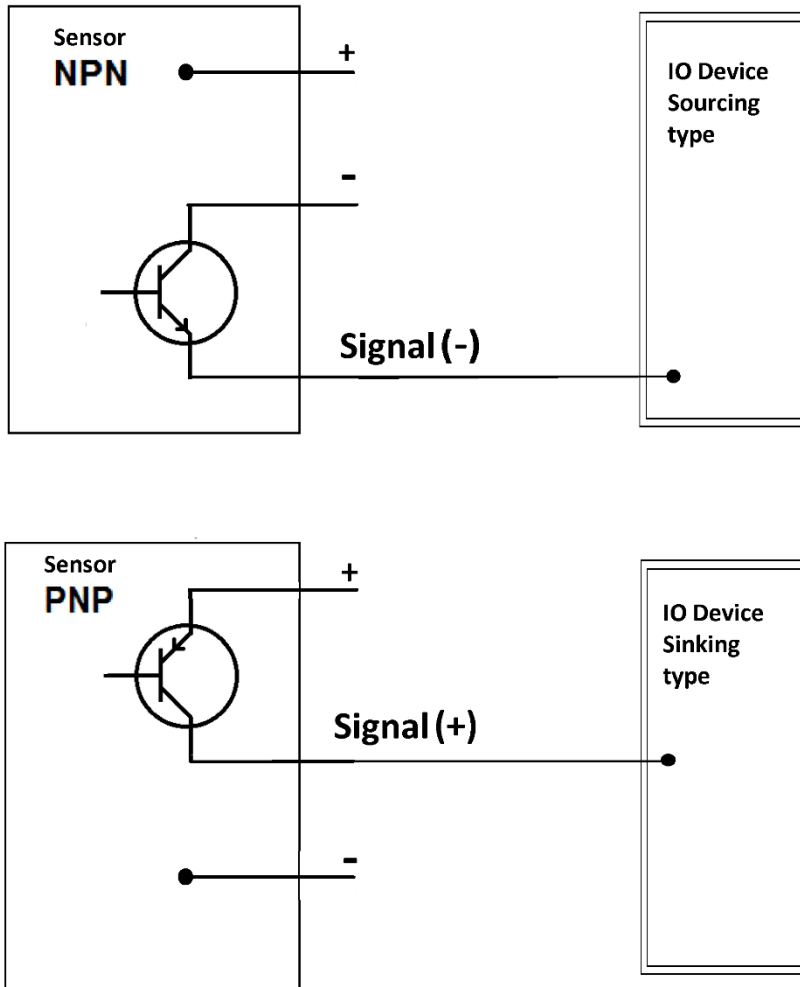 Sensor
NPN
+
-
IO Device
Sourcing
type
Signal (-)
Sensor
PNP
+
IO Device
Sinking
type
Signal (+)
-